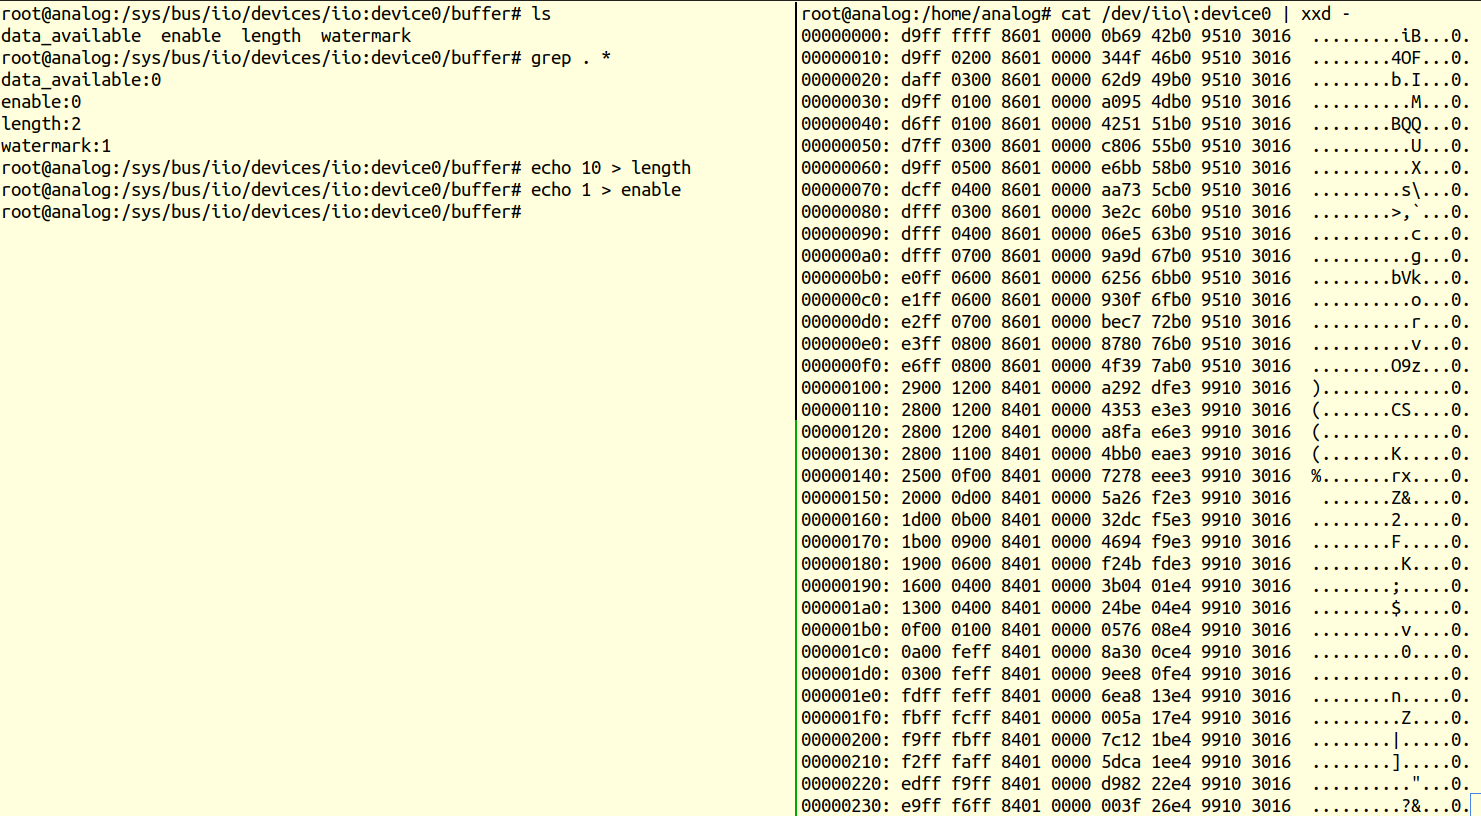 root@analog:/sys/bus/iio/devices/iio:device0/buffer# ls
data_available  enable  length  watermark
root@analog:/sys/bus/iio/devices/iio:device0/buffer# grep . *
data_available:0
enable:0
length:2
watermark:1
root@analog:/sys/bus/iio/devices/iio:device0/buffer# echo 10 > length
root@analog:/sys/bus/iio/devices/iio:device0/buffer# echo 1 > enable
root@analog:/sys/bus/iio/devices/iio:device0/buffer#
root@analog:/home/analog# cat /dev/iio\:device0 | xxd -
00000000: d9ff ffff 8601 0000 0b69 42b0 9510 3016  .........iB...0.
00000010: d9ff 0200 8601 0000 344f 46b0 9510 3016  ........4OF...0.
00000020: daff 0300 8601 0000 62d9 49b0 9510 3016  ........b.I...0.
00000030: d9ff 0100 8601 0000 a095 4db0 9510 3016  ..........M...0.
00000040: d6ff 0100 8601 0000 4251 51b0 9510 3016  ........BQQ...0.
00000050: d7ff 0300 8601 0000 c806 55b0 9510 3016  ..........U...0.
00000060: d9ff 0500 8601 0000 e6bb 58b0 9510 3016  ..........X...0.
00000070: dcff 0400 8601 0000 aa73 5cb0 9510 3016  .........s\...0.
00000080: dfff 0300 8601 0000 3e2c 60b0 9510 3016  ........>,`...0.
00000090: dfff 0400 8601 0000 06e5 63b0 9510 3016  ..........c...0.
000000a0: dfff 0700 8601 0000 9a9d 67b0 9510 3016  ..........g...0.
000000b0: e0ff 0600 8601 0000 6256 6bb0 9510 3016  ........bVk...0.
000000c0: e1ff 0600 8601 0000 930f 6fb0 9510 3016  ..........o...0.
000000d0: e2ff 0700 8601 0000 bec7 72b0 9510 3016  ..........r...0.
000000e0: e3ff 0800 8601 0000 8780 76b0 9510 3016  ..........v...0.
000000f0: e6ff 0800 8601 0000 4f39 7ab0 9510 3016  ........O9z...0.
00000100: 2900 1200 8401 0000 a292 dfe3 9910 3016  ).............0.
00000110: 2800 1200 8401 0000 4353 e3e3 9910 3016  (.......CS....0.
00000120: 2800 1200 8401 0000 a8fa e6e3 9910 3016  (.............0.
00000130: 2800 1100 8401 0000 4bb0 eae3 9910 3016  (.......K.....0.
00000140: 2500 0f00 8401 0000 7278 eee3 9910 3016  %.......rx....0.
00000150: 2000 0d00 8401 0000 5a26 f2e3 9910 3016   .......Z&....0.
00000160: 1d00 0b00 8401 0000 32dc f5e3 9910 3016  ........2.....0.
00000170: 1b00 0900 8401 0000 4694 f9e3 9910 3016  ........F.....0.
00000180: 1900 0600 8401 0000 f24b fde3 9910 3016  .........K....0.
00000190: 1600 0400 8401 0000 3b04 01e4 9910 3016  ........;.....0.
000001a0: 1300 0400 8401 0000 24be 04e4 9910 3016  ........$.....0.
000001b0: 0f00 0100 8401 0000 0576 08e4 9910 3016  .........v....0.
000001c0: 0a00 feff 8401 0000 8a30 0ce4 9910 3016  .........0....0.
000001d0: 0300 feff 8401 0000 9ee8 0fe4 9910 3016  ..............0.
000001e0: fdff feff 8401 0000 6ea8 13e4 9910 3016  ........n.....0.
000001f0: fbff fcff 8401 0000 005a 17e4 9910 3016  .........Z....0.
00000200: f9ff fbff 8401 0000 7c12 1be4 9910 3016  ........|.....0.
00000210: f2ff faff 8401 0000 5dca 1ee4 9910 3016  ........].....0.
00000220: edff f9ff 8401 0000 d982 22e4 9910 3016  .........."...0.
00000230: e9ff f6ff 8401 0000 003f 26e4 9910 3016  .........?&...0.